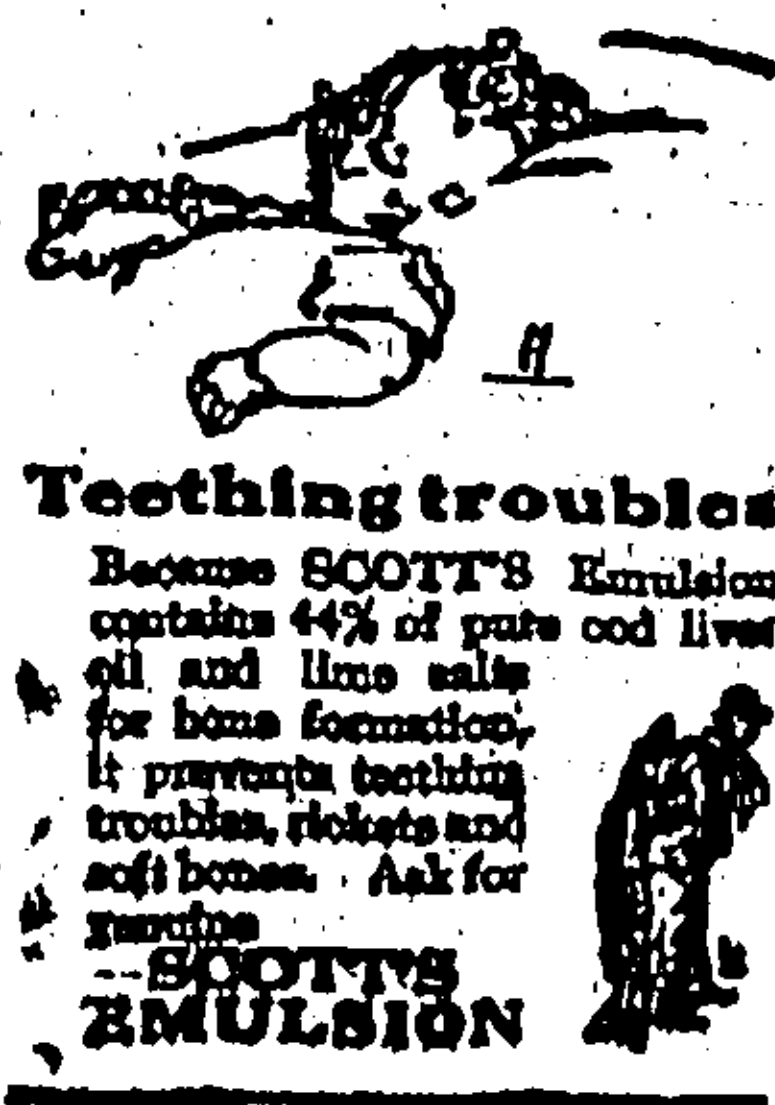 Teething troubles
Because SCOTT'S Emulsion
contains 44% of pure cod liver
oil and lime salts
for bone formation,
it prevents teething
troubles, rickets and
soft bones. Ask for
genuine
SCOTT'S
EMULSION